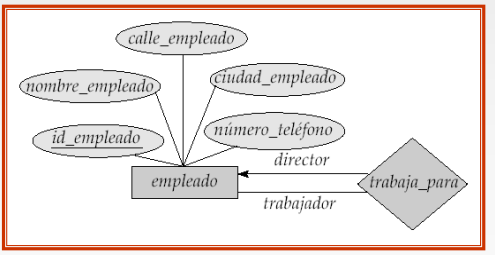 calle_empleado
nombre_empleado
ciudad_empleado
id_empleado
número_teléfono
director
empleado
trabaja_para
trabajador